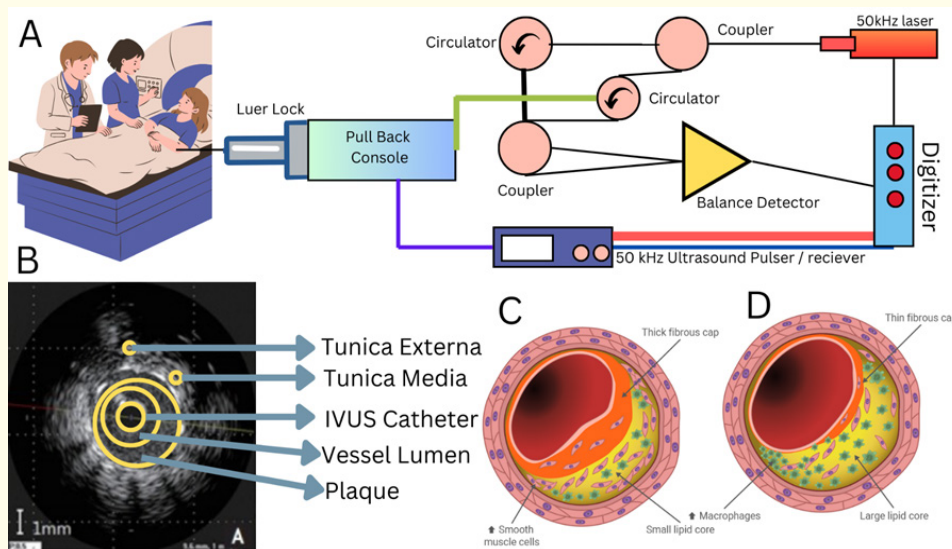 A
Circulator
Coupler
50kHz laser
Luer Lock
Circulator
Pull Back
Console
Digitizer
Coupler
Balance Detector
50 kHz Ultrasound Pulser / reciever
B
Tunica Externa
Tunica Media
IVUS Catheter
Vessel Lumen
Plaque
1mm
A
C
Thick fibrous cap
Smooth
muscle cells
Small lipid core
D
Thin fibrous ca
Macrophages
Large lipid core